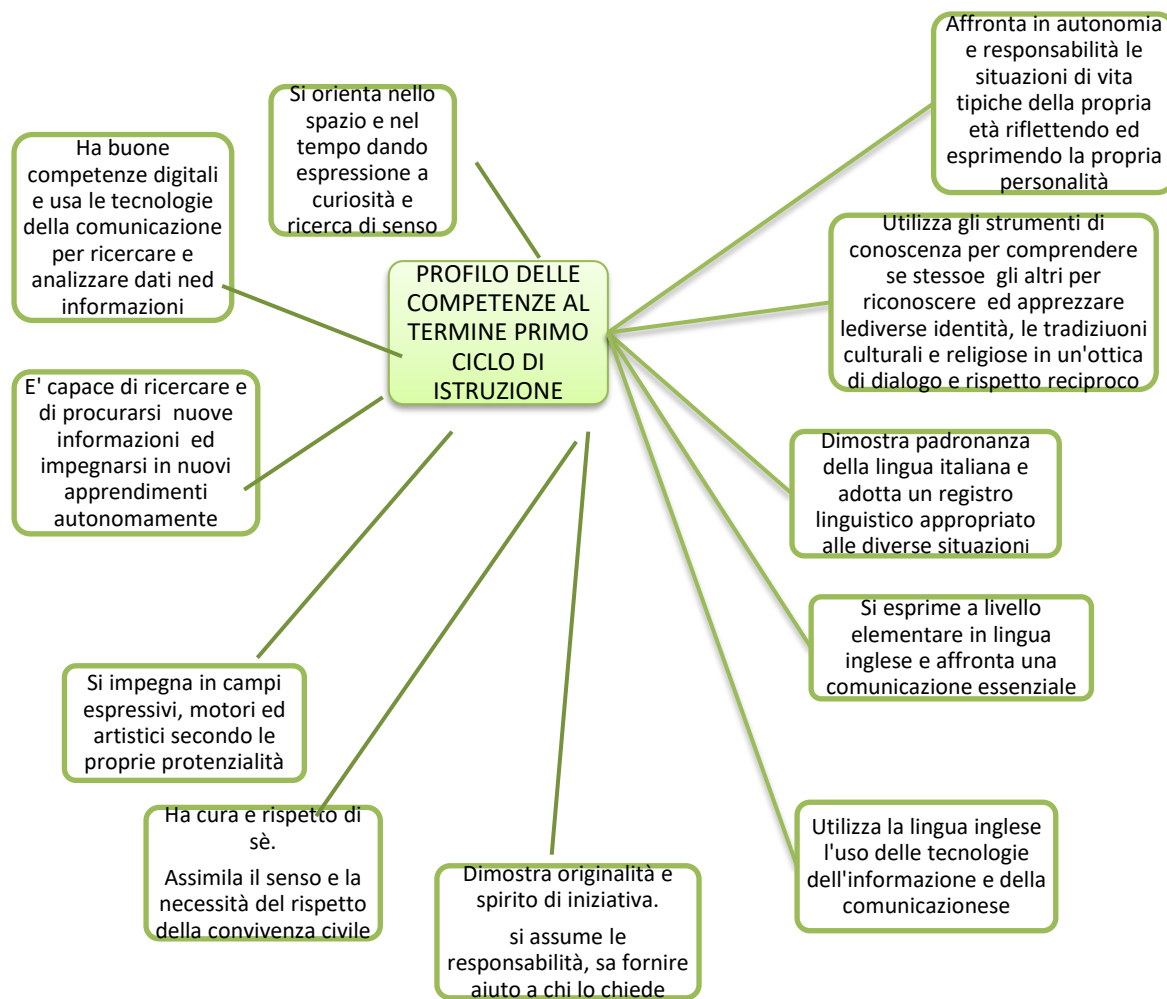 Affronta in autonomia
e responsabilità le
situazioni di vita
tipiche della propria
età riflettendo ed
esprimendo la propria
personalità
Si orienta nello
spazio e nel
tempo dando
espressione a
curiosità e
ricerca di senso
Ha buone
competenze digitali
e usa le tecnologie
della comunicazione
per ricercare e
analizzare dati ned
informazioni
Utilizza gli strumenti di
conoscenza per comprendere
se stessoe  gli altri per
riconoscere  ed apprezzare
lediverse identità, le tradiziuoni
culturali e religiose in un'ottica
di dialogo e rispetto reciproco
PROFILO DELLE
COMPETENZE AL
TERMINE PRIMO
CICLO DI
ISTRUZIONE
E' capace di ricercare e
di procurarsi  nuove
informazioni  ed
impegnarsi in nuovi
apprendimenti
autonomamente
Dimostra padronanza
della lingua italiana e
adotta un registro
linguistico appropriato
alle diverse situazioni
Si esprime a livello
elementare in lingua
inglese e affronta una
comunicazione essenziale
Si impegna in campi
espressivi, motori ed
artistici secondo le
proprie protenzialità
Ha cura e rispetto di
sè.
Assimila il senso e la
necessità del rispetto
della convivenza civile
Dimostra originalità e
spirito di iniziativa.
si assume le
responsabilità, sa fornire
aiuto a chi lo chiede
Utilizza la lingua inglese
l'uso delle tecnologie
dell'informazione e della
comunicazionese